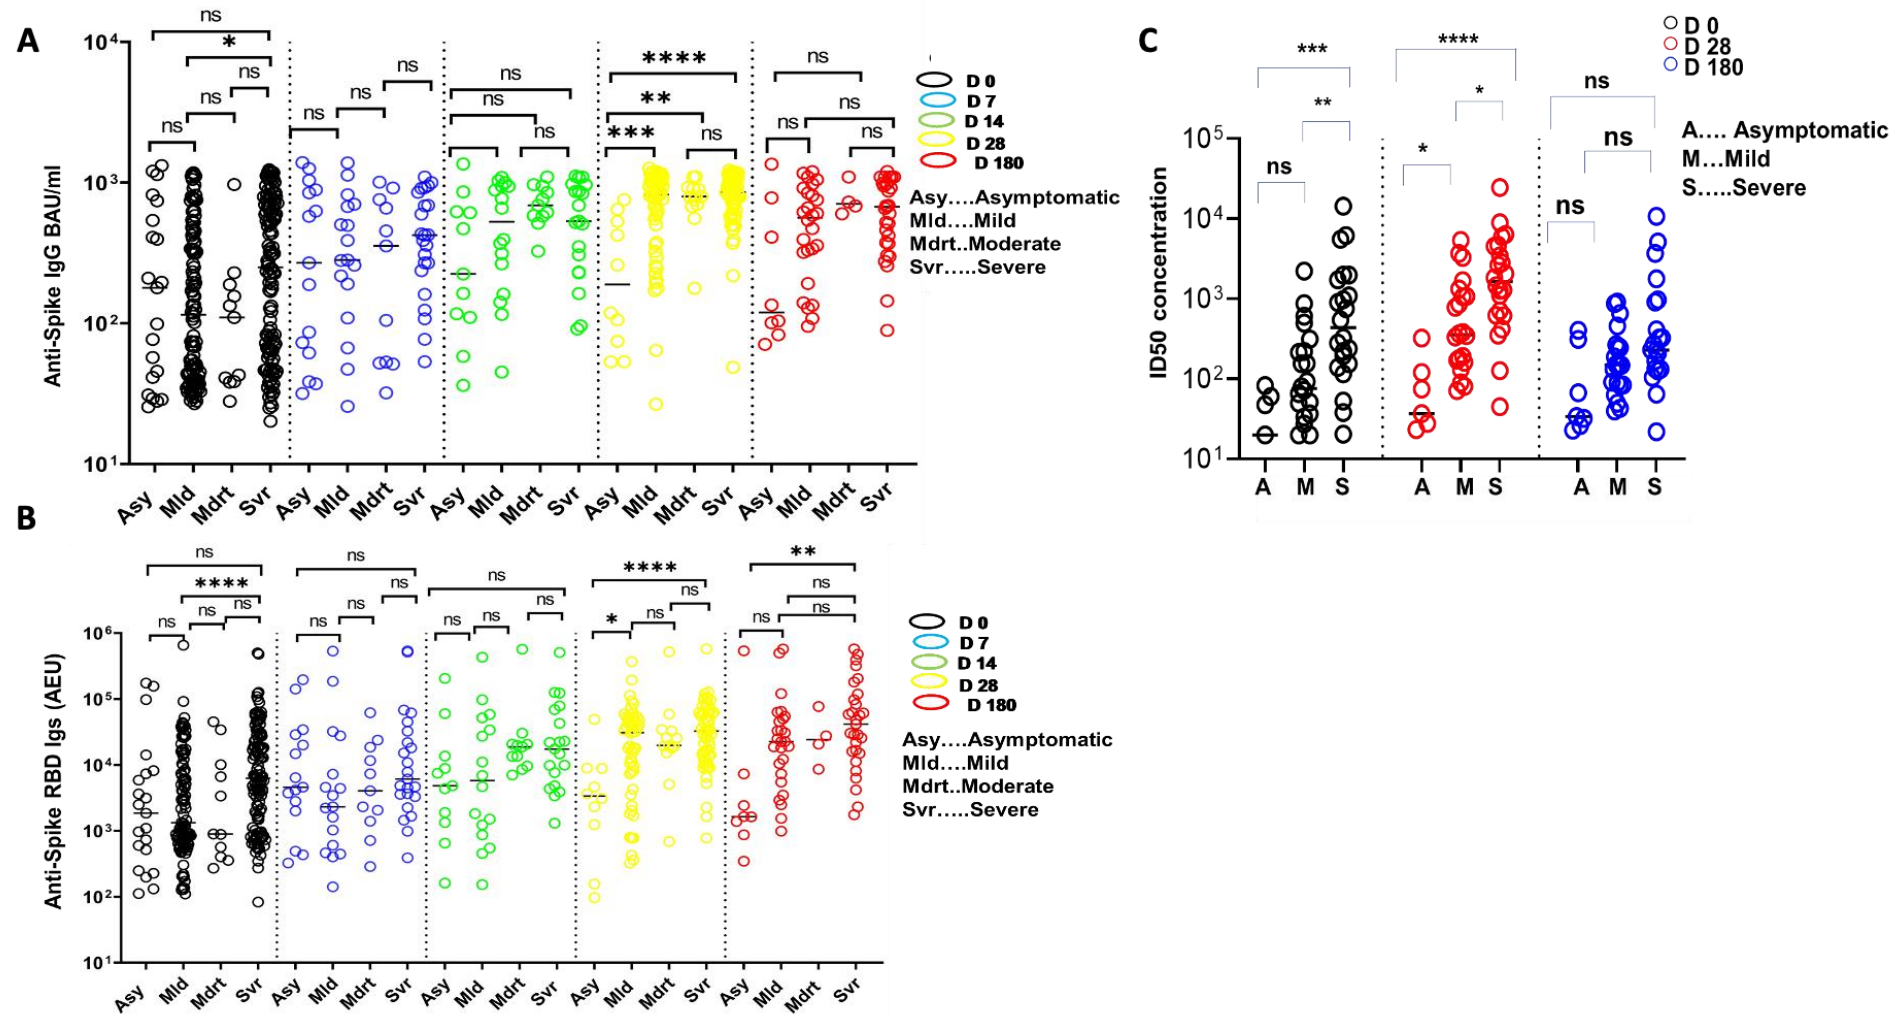 A
ns
*
ns
ns
ns
ns
ns
ns
ns
ns
ns
****
**
***
ns
ns
ns
ns
ns
Anti-Spike IgG BAU/ml
10⁴
10³
10²
10¹
Asy Mld Mdrt Svr Asy Mld Mdrt Svr Asy Mld Mdrt Svr Asy Mld Mdrt Svr Asy Mld Mdrt Svr
D 0
D 7
D 14
D 28
D 180
Asy....Asymptomatic
Mld....Mild
Mdrt..Moderate
Svr.....Severe
B
ns
****
ns
ns
ns
ns
ns
ns
ns
ns
ns
ns
ns
****
*
ns
ns
**
ns
ns
ns
Anti-Spike RBD Igs (AEU)
10⁶
10⁵
10⁴
10³
10²
10¹
Asy Mld Mdrt Svr Asy Mld Mdrt Svr Asy Mld Mdrt Svr Asy Mld Mdrt Svr Asy Mld Mdrt Svr
D 0
D 7
D 14
D 28
D 180
Asy....Asymptomatic
Mld....Mild
Mdrt..Moderate
Svr.....Severe
C
***
**
ns
****
*
*
ns
ns
ns
ID50 concentration
10⁵
10⁴
10³
10²
10¹
A M S A M S A M S
D 0
D 28
D 180
A.... Asymptomatic
M...Mild
S.....Severe